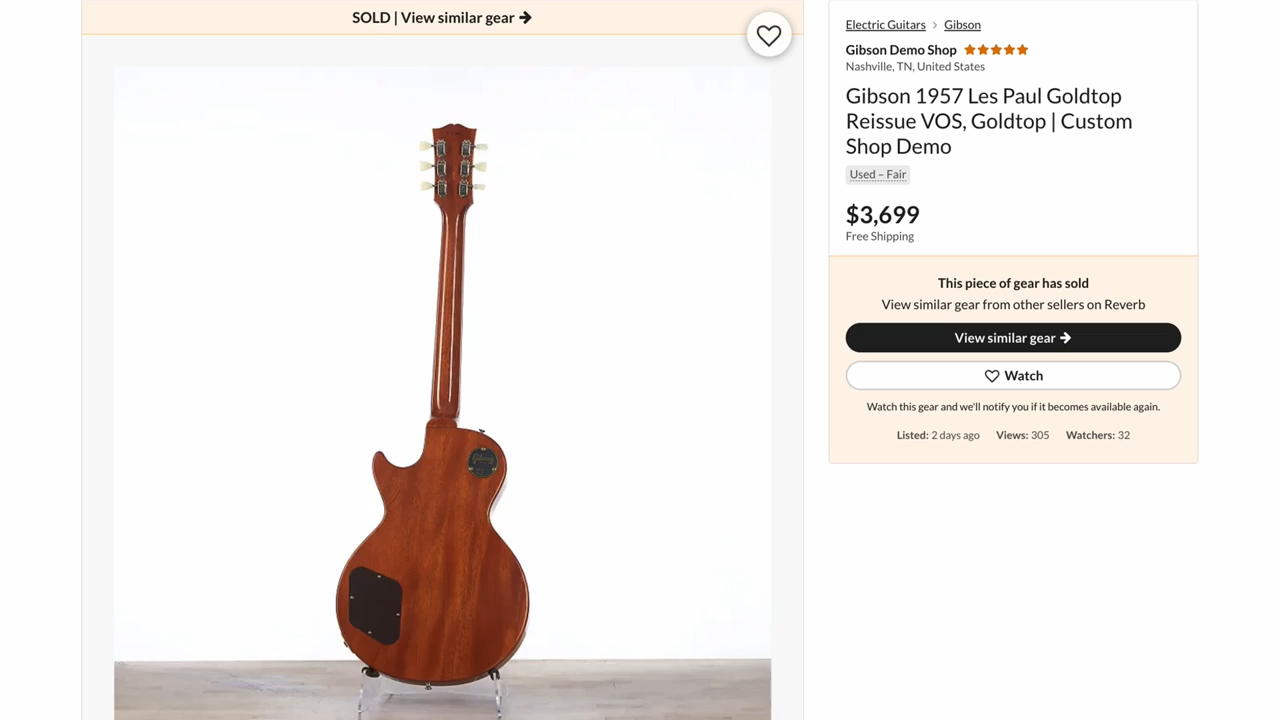 SOLD | View similar gear →
Electric Guitars > Gibson
Gibson Demo Shop ★★★★★
Nashville, TN, United States
Gibson 1957 Les Paul Goldtop
Reissue VOS, Goldtop | Custom
Shop Demo
Used – Fair
$3,699
Free Shipping
This piece of gear has sold
View similar gear from other sellers on Reverb
View similar gear →
Watch
Watch this gear and we'll notify you if it becomes available again.
Listed: 2 days ago Views: 305 Watchers: 32
Gibson